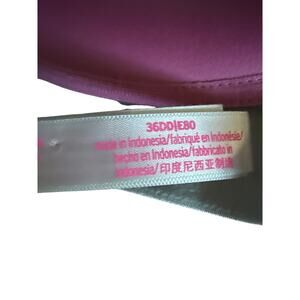 36DD|E80
made in Indonesia/fabriqué en Indonésie/
hecho en Indonesia/fabbricato in
Indonesia/印度尼西亚制造